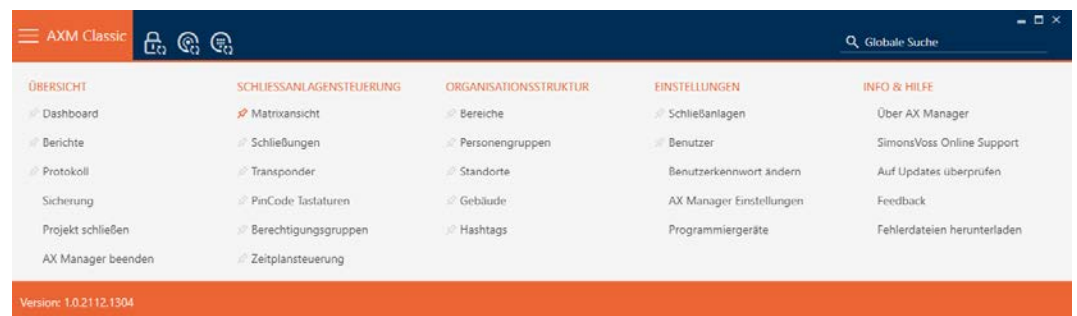 AXM Classic
Globale Suche
ÜBERSICHT
Dashboard
Berichte
Protokoll
Sicherung
Projekt schließen
AX Manager beenden
SCHLIESSANLAGENSTEUERUNG
Matrixansicht
Schließungen
Transponder
PinCode Tastaturen
Berechtigungsgruppen
Zeitplansteuerung
ORGANISATIONSSTRUKTUR
Bereiche
Personengruppen
Standorte
Gebäude
Hashtags
EINSTELLUNGEN
Schließanlagen
Benutzer
Benutzerkennwort ändern
AX Manager Einstellungen
Programmiergeräte
INFO & HILFE
Über AX Manager
SimonsVoss Online Support
Auf Updates überprüfen
Feedback
Fehlerdateien herunterladen
Version: 1.0.2112.1304